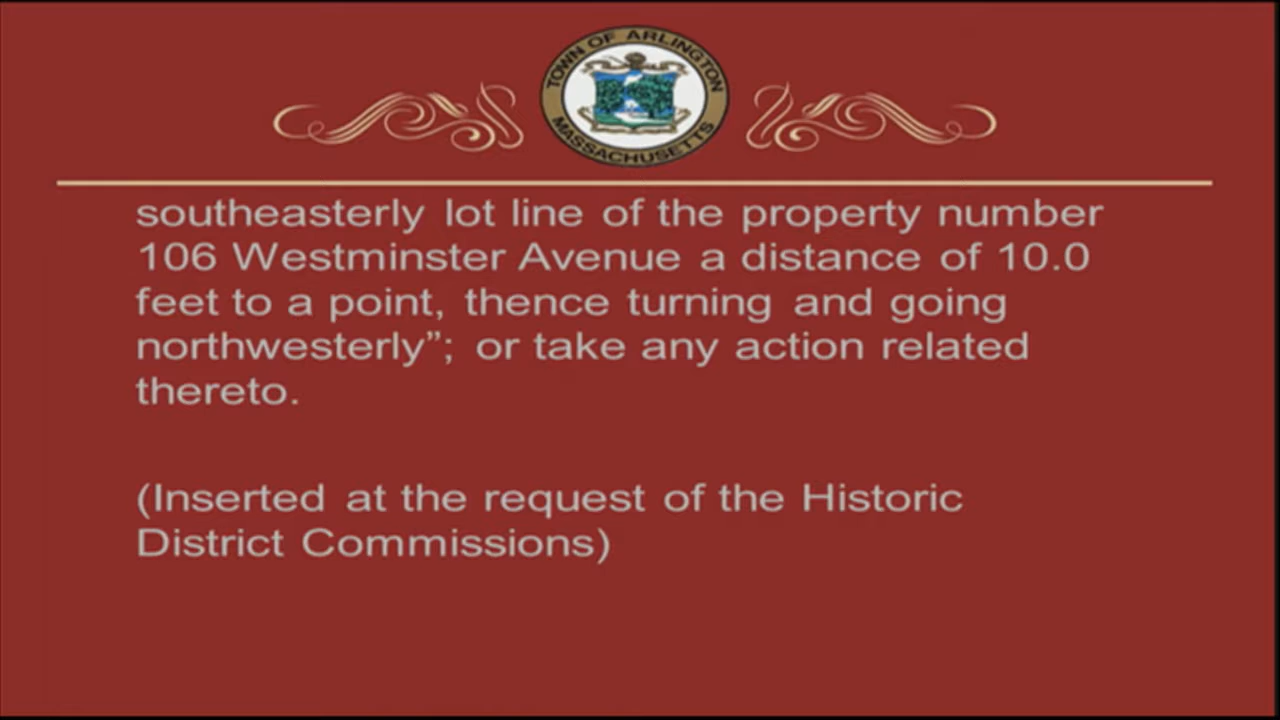 TOWN OF ARLINGTON
MASSACHUSETTS
southeasterly lot line of the property number
106 Westminster Avenue a distance of 10.0
feet to a point, thence turning and going
northwesterly”; or take any action related
thereto.
(Inserted at the request of the Historic
District Commissions)